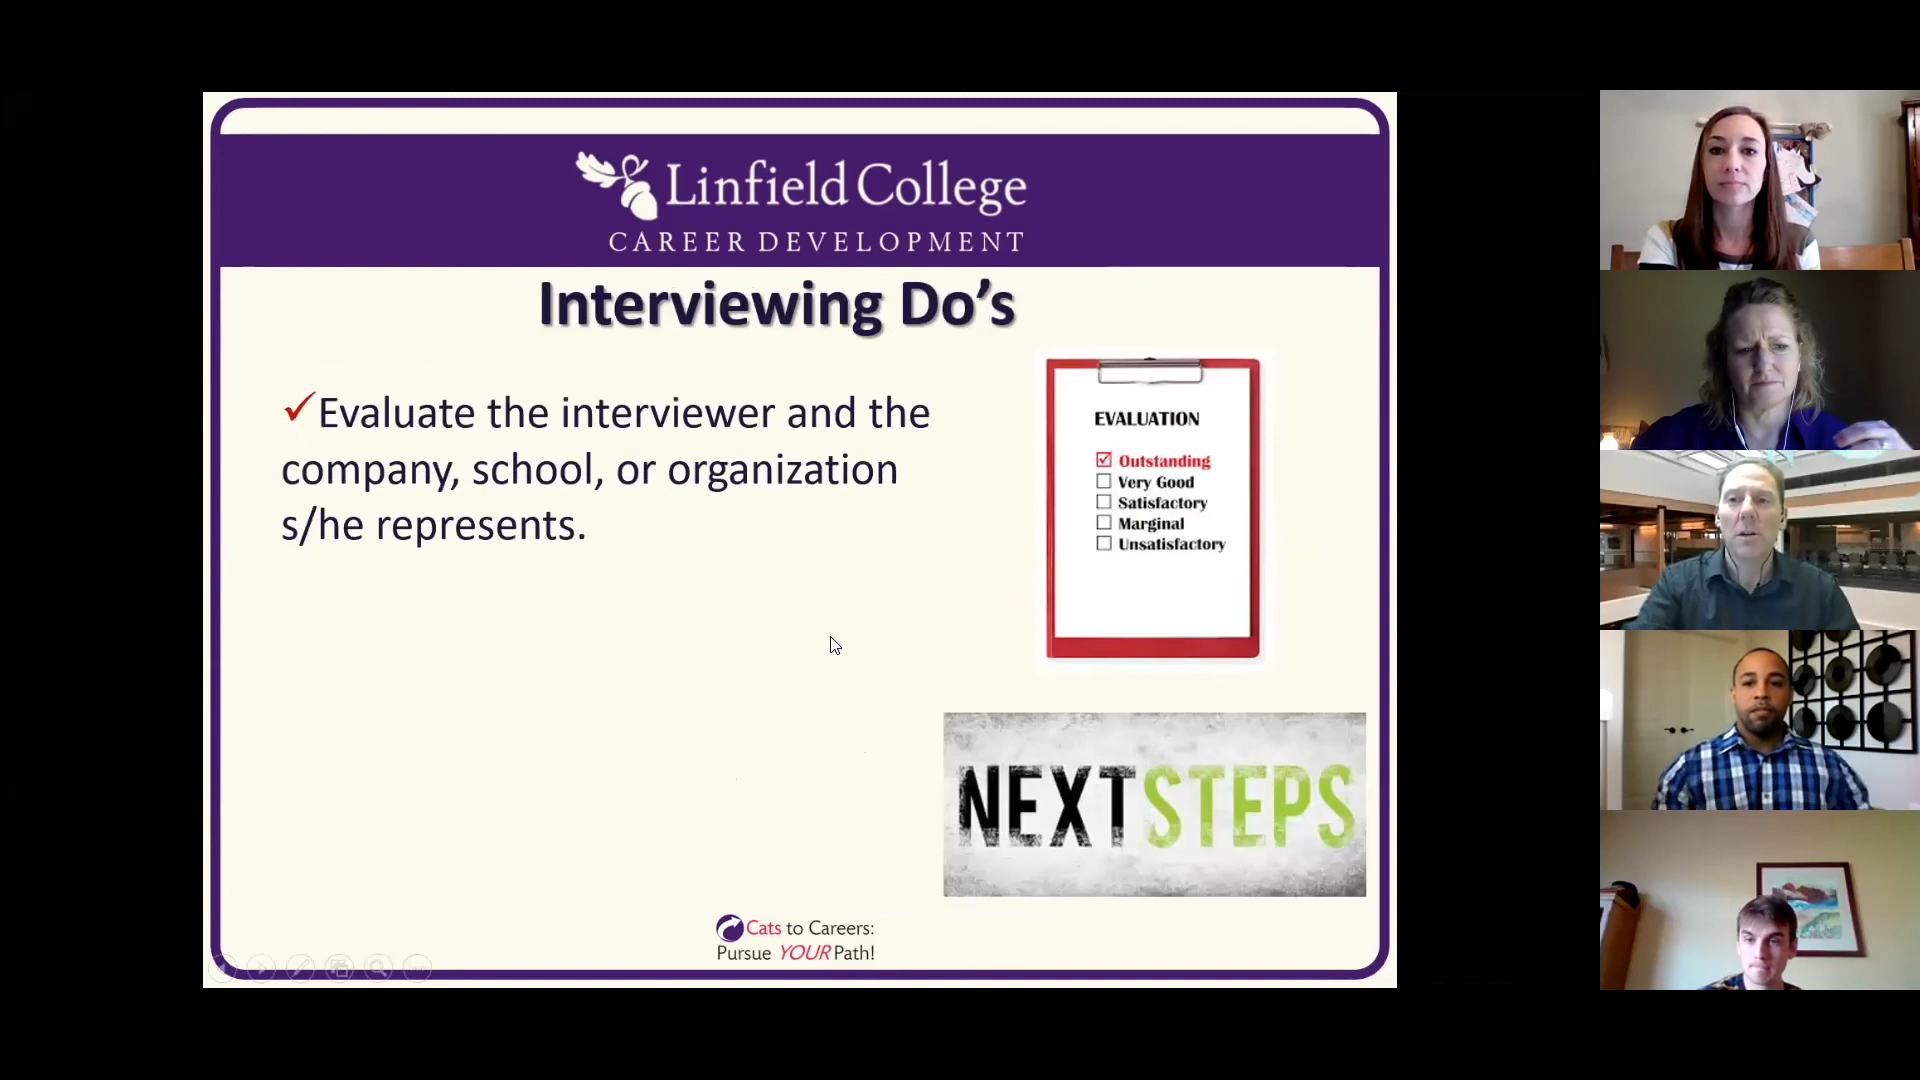 Linfield College
CAREER DEVELOPMENT
Interviewing Do’s
✓Evaluate the interviewer and the
company, school, or organization
s/he represents.
EVALUATION
☑ Outstanding
☐ Very Good
☐ Satisfactory
☐ Marginal
☐ Unsatisfactory
NEXTSTEPS
Cats to Careers:
Pursue YOUR Path!